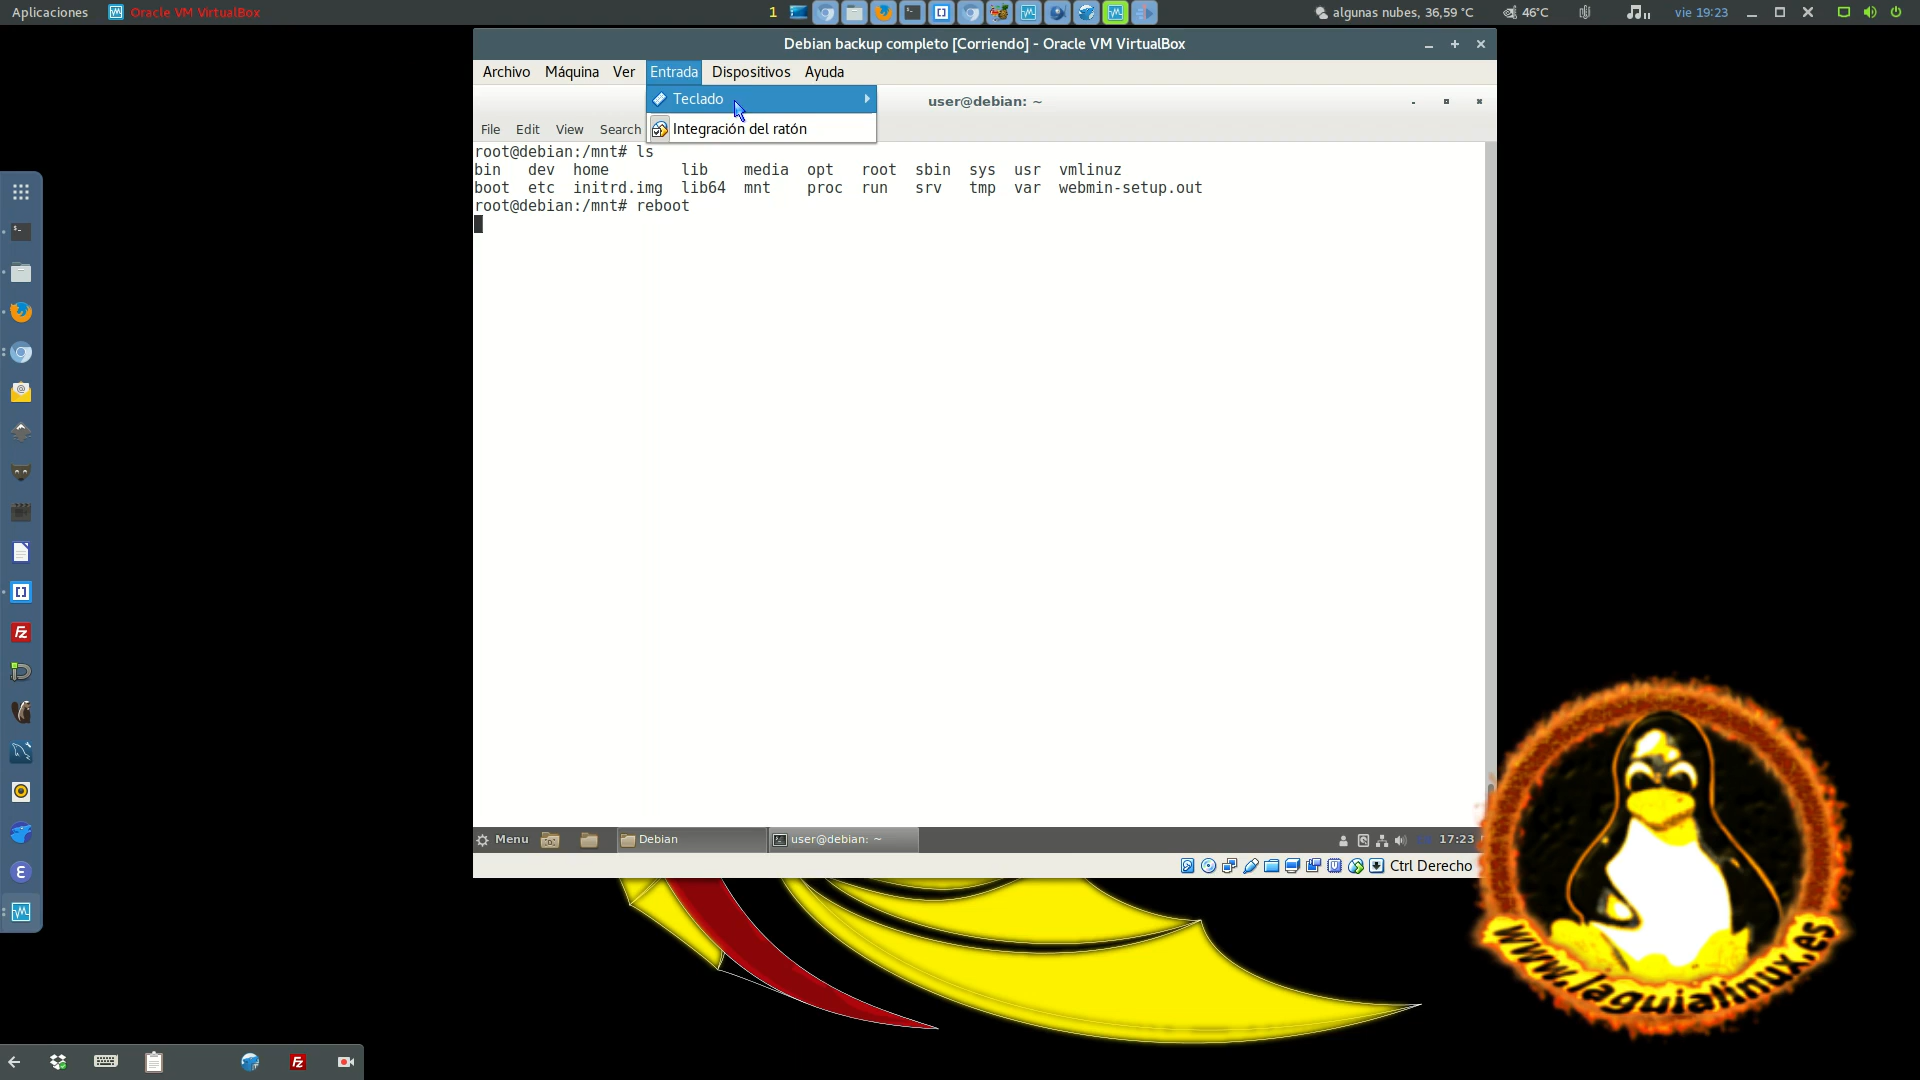 Aplicaciones Oracle VM VirtualBox 1 algunas nubes, 36,59 °C 46°C vie 19:23
Debian backup completo [Corriendo] - Oracle VM VirtualBox
Archivo Máquina Ver Entrada Dispositivos Ayuda
Teclado
user@debian: ~
File Edit View Search
Integración del ratón
root@debian:/mnt# ls
bin dev home lib media opt root sbin sys usr vmlinuz
boot etc initrd.img lib64 mnt proc run srv tmp var webmin-setup.out
root@debian:/mnt# reboot
Menu Debian user@debian: ~ 17:23
Ctrl Derecho
www.laguialinux.es